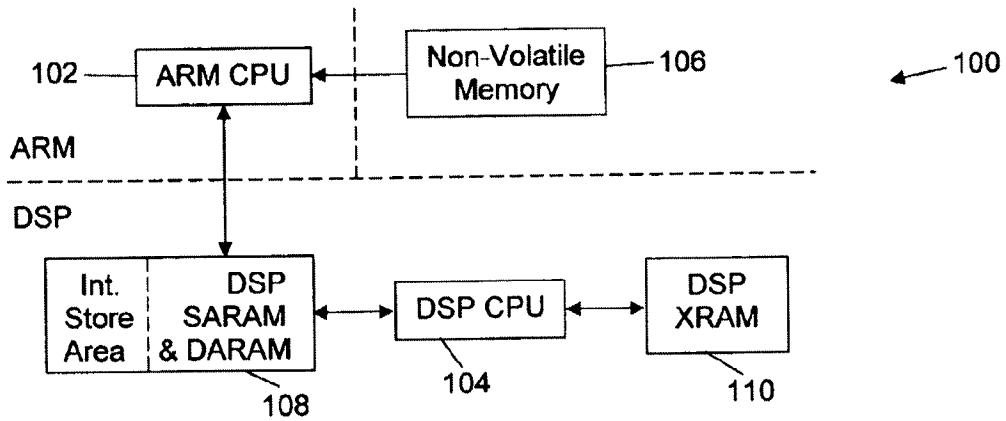 102
ARM CPU
Non-Volatile
Memory
106
100
ARM
DSP
Int.
Store
Area
DSP
SARAM
& DARAM
108
DSP CPU
104
DSP
XRAM
110